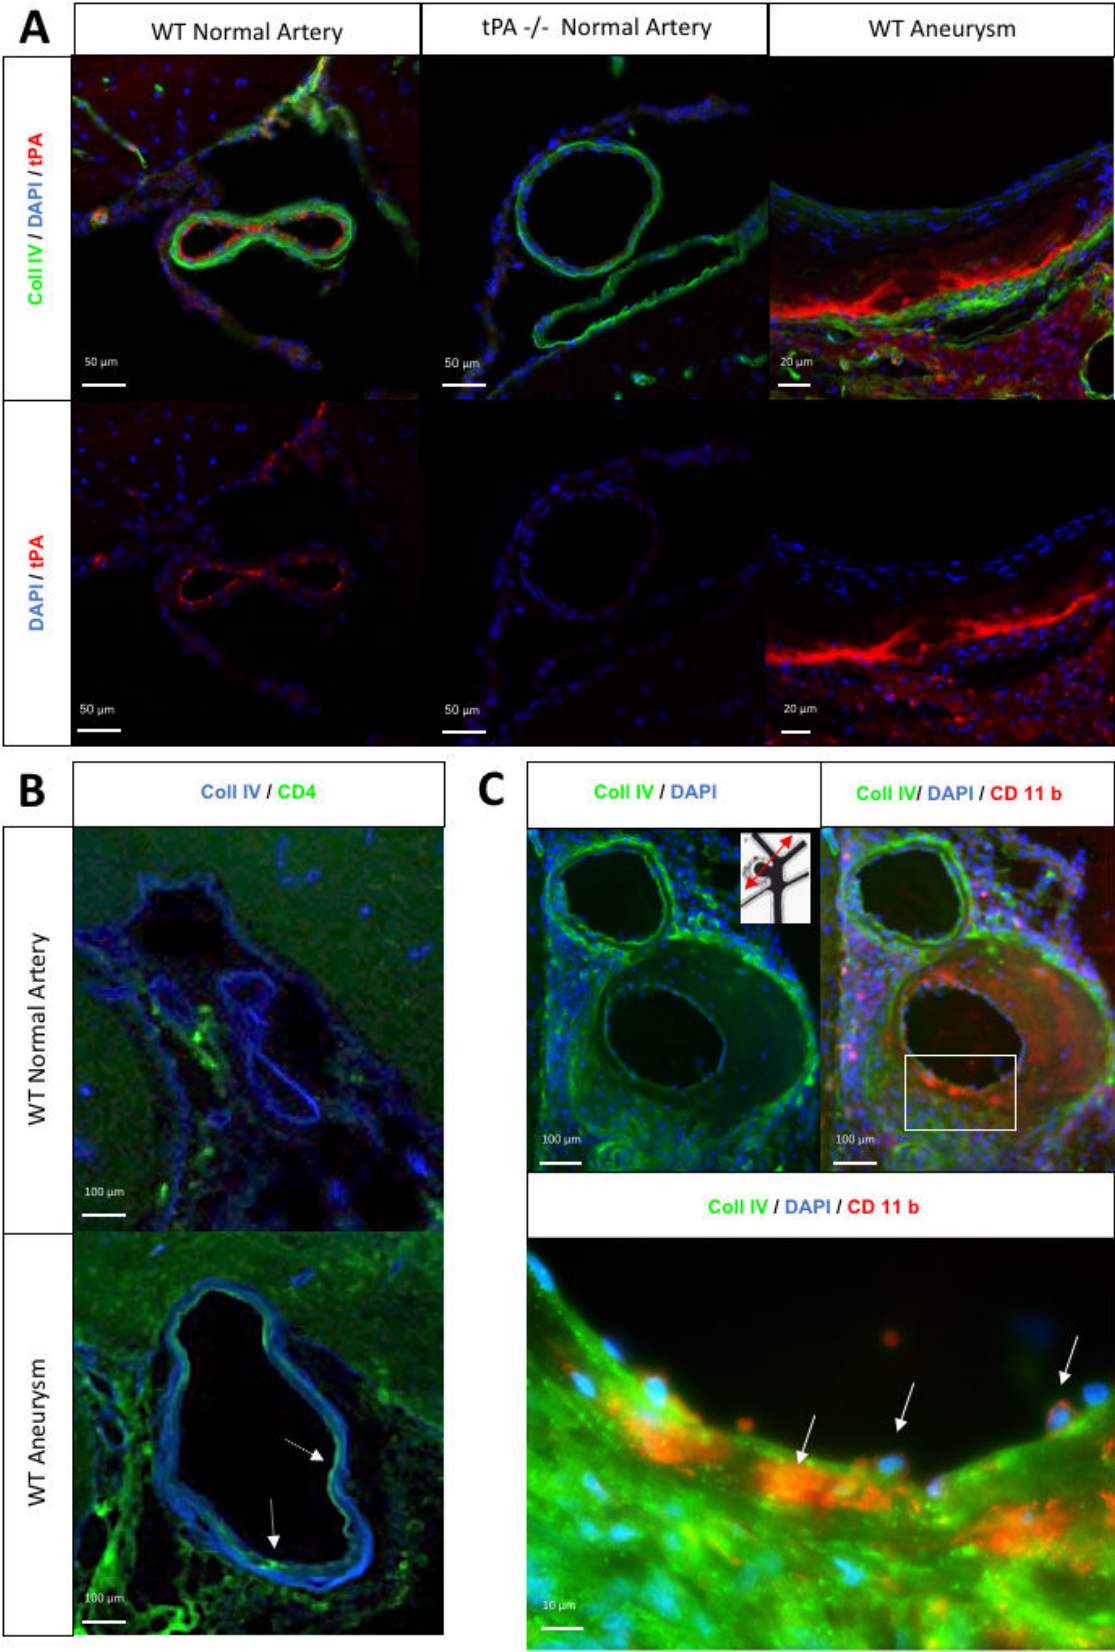 A
WT Normal Artery
tPA -/- Normal Artery
WT Aneurysm
Coll IV / DAPI / tPA
50 µm
50 µm
20 µm
DAPI / tPA
50 µm
50 µm
20 µm
B
Coll IV / CD4
WT Normal Artery
100 µm
WT Aneurysm
100 µm
C
Coll IV / DAPI
Coll IV/ DAPI / CD 11 b
100 µm
100 µm
Coll IV / DAPI / CD 11 b
10 µm